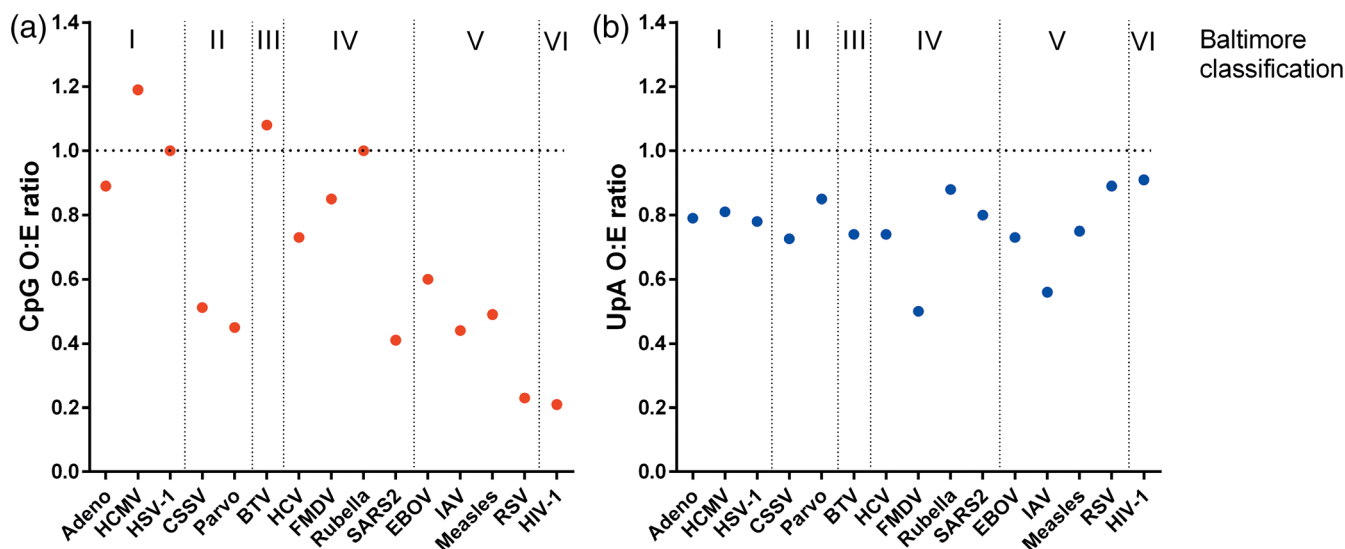 (a)
I II III IV V VI
CpG O:E ratio
1.4
1.2
1.0
0.8
0.6
0.4
0.2
0.0
Adeno HCMV HSV-1 CSSV Parvo BTV HCV FMDV Rubella SARS2 EBOV IAV Measles RSV HIV-1
(b)
I II III IV V VI
UpA O:E ratio
1.4
1.2
1.0
0.8
0.6
0.4
0.2
0.0
Adeno HCMV HSV-1 CSSV Parvo BTV HCV FMDV Rubella SARS2 EBOV IAV Measles RSV HIV-1
Baltimore
classification